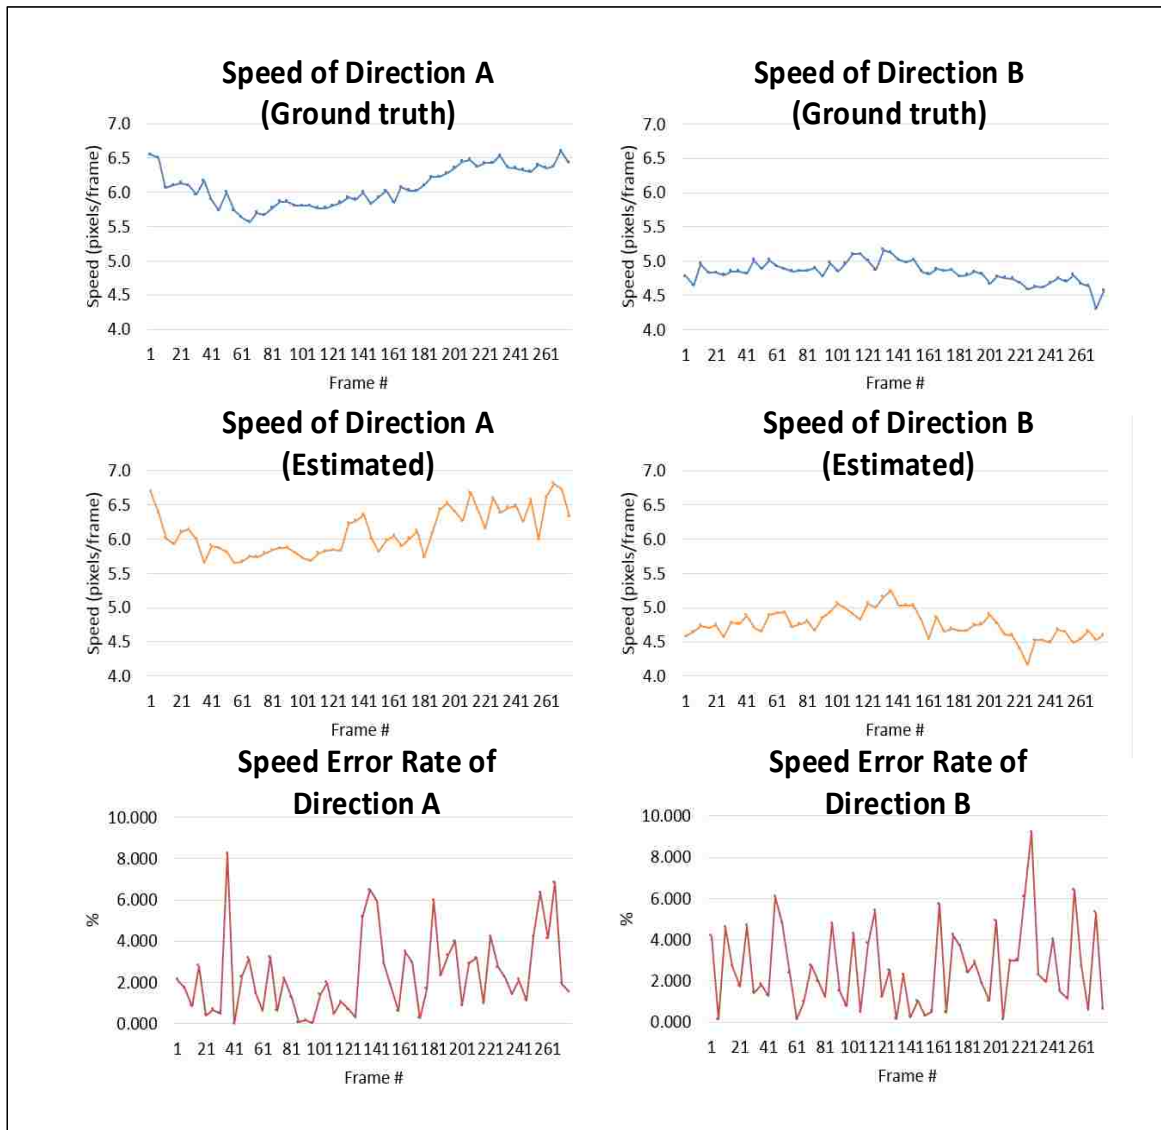 Speed of Direction A
(Ground truth)
7.0
6.5
6.0
5.5
5.0
4.5
4.0
Speed (pixels/frame)
1 21 41 61 81 101 121 141 161 181 201 221 241 261
Frame #
Speed of Direction B
(Ground truth)
7.0
6.5
6.0
5.5
5.0
4.5
4.0
Speed (pixels/frame)
1 21 41 61 81 101 121 141 161 181 201 221 241 261
Frame #
Speed of Direction A
(Estimated)
7.0
6.5
6.0
5.5
5.0
4.5
4.0
Speed (pixels/frame)
1 21 41 61 81 101 121 141 161 181 201 221 241 261
Frame #
Speed of Direction B
(Estimated)
7.0
6.5
6.0
5.5
5.0
4.5
4.0
Speed (pixels/frame)
1 21 41 61 81 101 121 141 161 181 201 221 241 261
Frame #
Speed Error Rate of
Direction A
10.000
8.000
6.000
4.000
2.000
0.000
%
1 21 41 61 81 101 121 141 161 181 201 221 241 261
Frame #
Speed Error Rate of
Direction B
10.000
8.000
6.000
4.000
2.000
0.000
%
1 21 41 61 81 101 121 141 161 181 201 221 241 261
Frame #